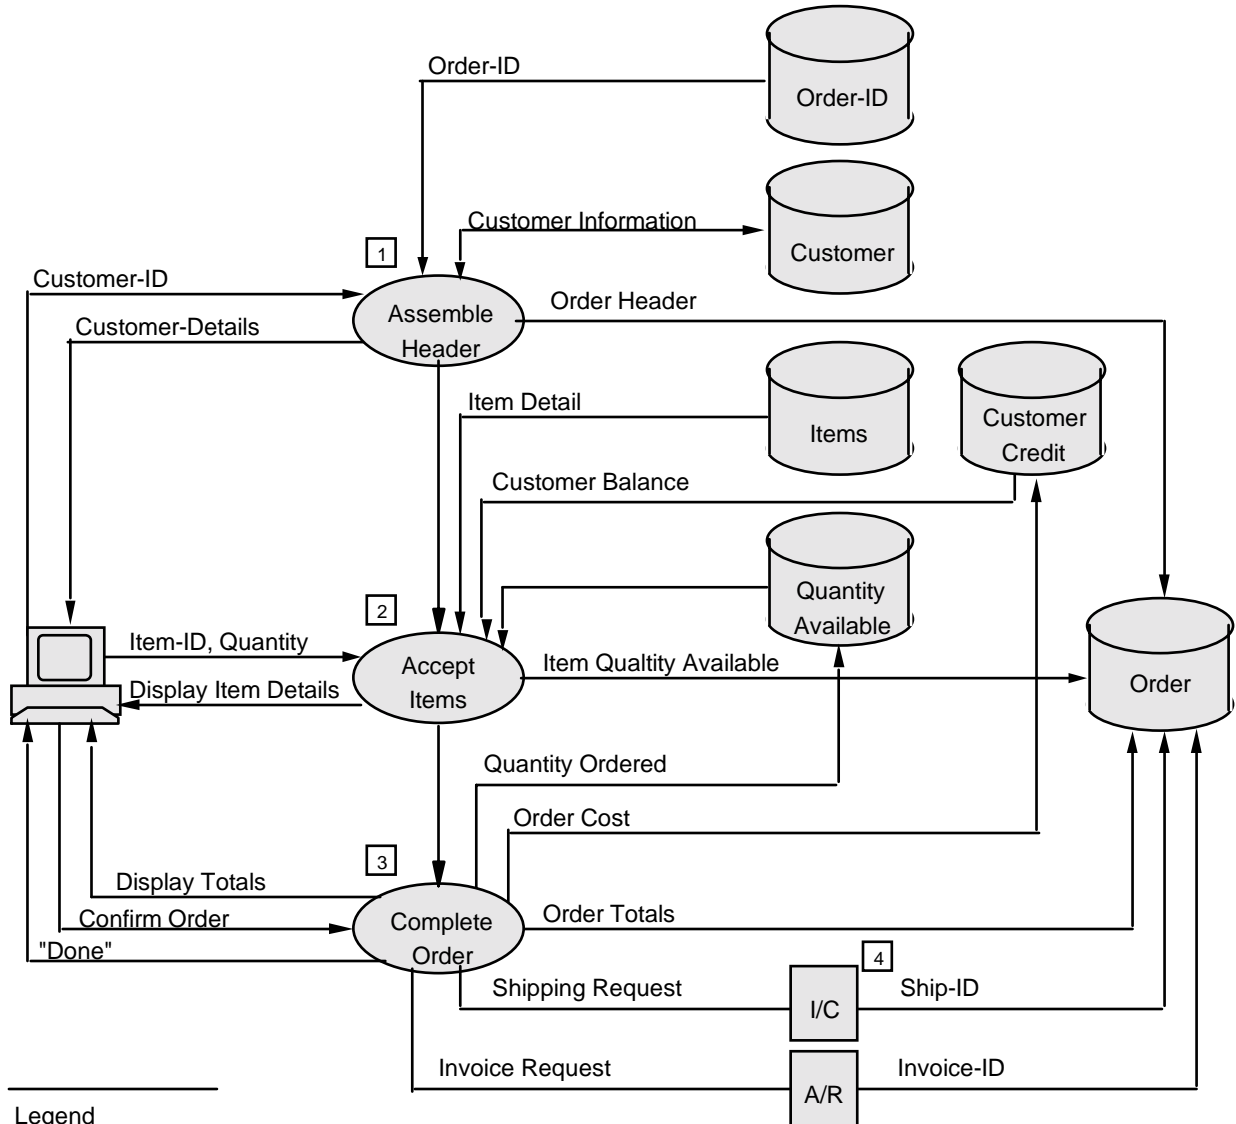 Order-ID
Order-ID
Customer Information
Customer
1
Customer-ID
Assemble
Header
Order Header
Customer-Details
Item Detail
Items
Customer
Credit
Customer Balance
Quantity
Available
2
Item-ID, Quantity
Accept
Items
Item Qualtity Available
Order
Display Item Details
Quantity Ordered
Order Cost
3
Display Totals
Complete
Order
Order Totals
Confirm Order
"Done"
4
Shipping Request
I/C
Ship-ID
Invoice Request
A/R
Invoice-ID
Legend